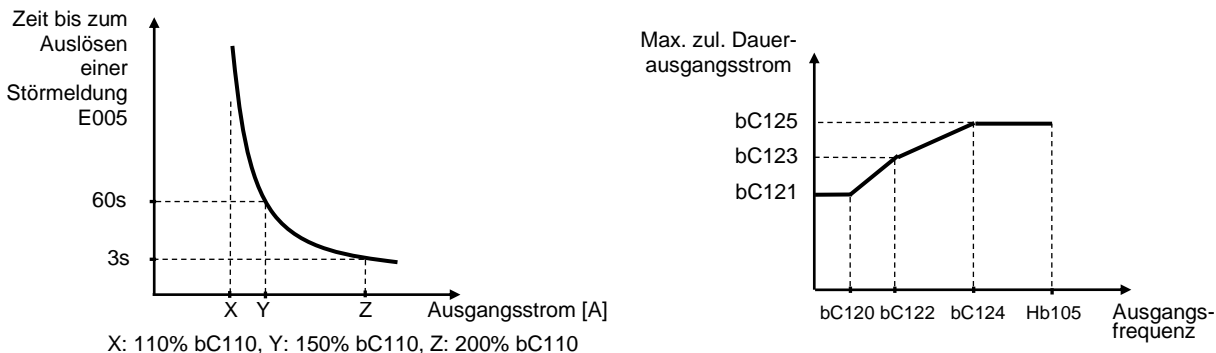 Zeit bis zum
Auslösen
einer
Störmeldung
E005
60s
3s
X Y Z Ausgangsstrom [A]
X: 110% bC110, Y: 150% bC110, Z: 200% bC110
Max. zul. Dauer-
ausgangsstrom
bC125
bC123
bC121
bC120 bC122 bC124 Hb105 Ausgangs-
frequenz